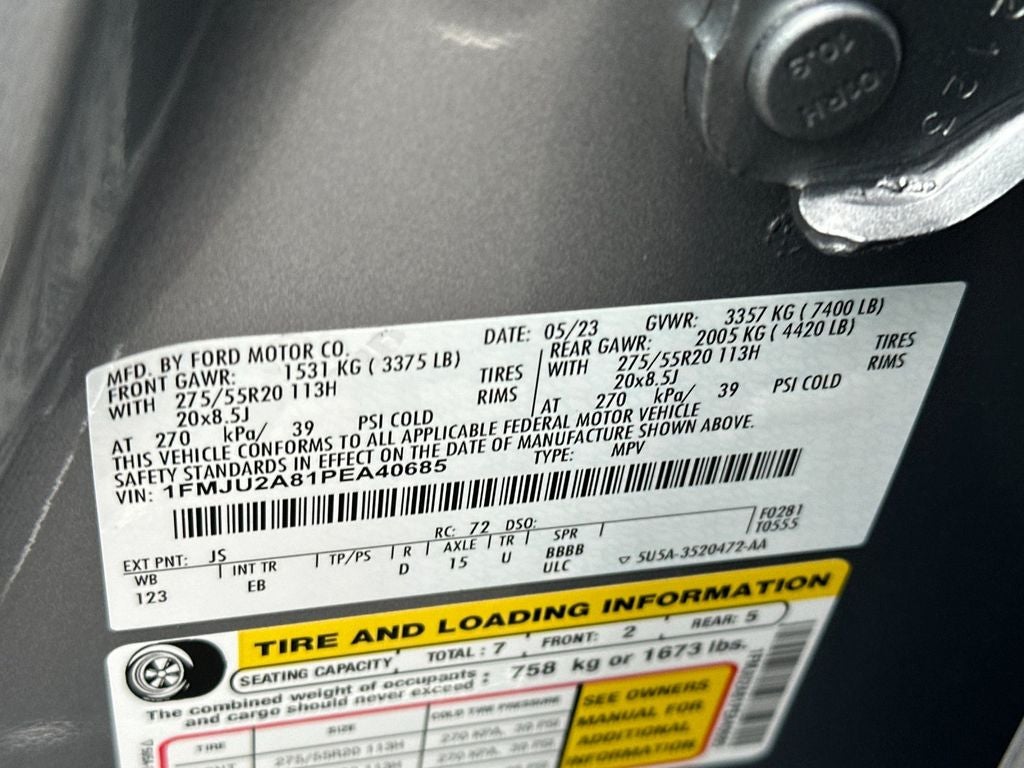 10.9
01RH
MFD. BY FORD MOTOR CO. DATE: 05/23 GVWR: 3357 KG ( 7400 LB)
FRONT GAWR: 1531 KG ( 3375 LB) REAR GAWR: 2005 KG ( 4420 LB)
WITH 275/55R20 113H TIRES WITH 275/55R20 113H TIRES
20x8.5J RIMS 20x8.5J RIMS
AT 270 kPa/ 39 PSI COLD AT 270 kPa/ 39 PSI COLD
THIS VEHICLE CONFORMS TO ALL APPLICABLE FEDERAL MOTOR VEHICLE
SAFETY STANDARDS IN EFFECT ON THE DATE OF MANUFACTURE SHOWN ABOVE.
VIN: 1FMJU2A81PEA40685 TYPE: MPV
EXT PNT: JS RC: 72 DSO: F0281
WB INT TR TP/PS R AXLE TR SPR T0555
123 EB D 15 U BBBB
ULC ▽ 5U5A-3520472-AA
TIRE AND LOADING INFORMATION
SEATING CAPACITY TOTAL : 7 FRONT: 2 REAR: 5
The combined weight of occupants and cargo should never exceed : 758 kg or 1673 lbs.
TIRE SIZE COLD TIRE PRESSURE SEE OWNERS
MANUAL FOR
ADDITIONAL
INFORMATION
275/55R20 113H 270 KPA, 39 PSI